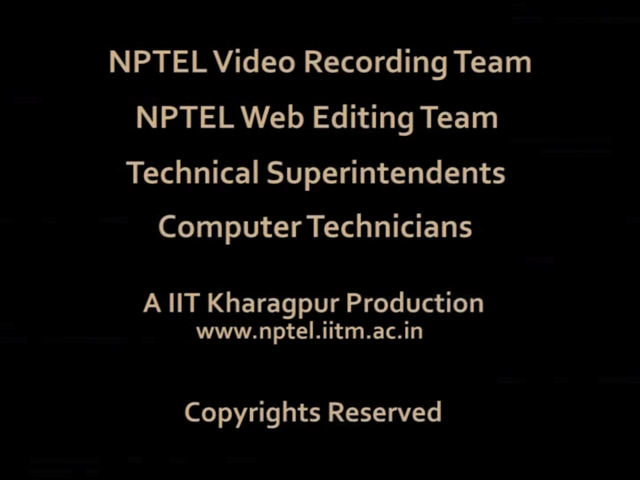 NPTEL Video Recording Team
NPTEL Web Editing Team
Technical Superintendents
Computer Technicians
A IIT Kharagpur Production
www.nptel.iitm.ac.in
Copyrights Reserved